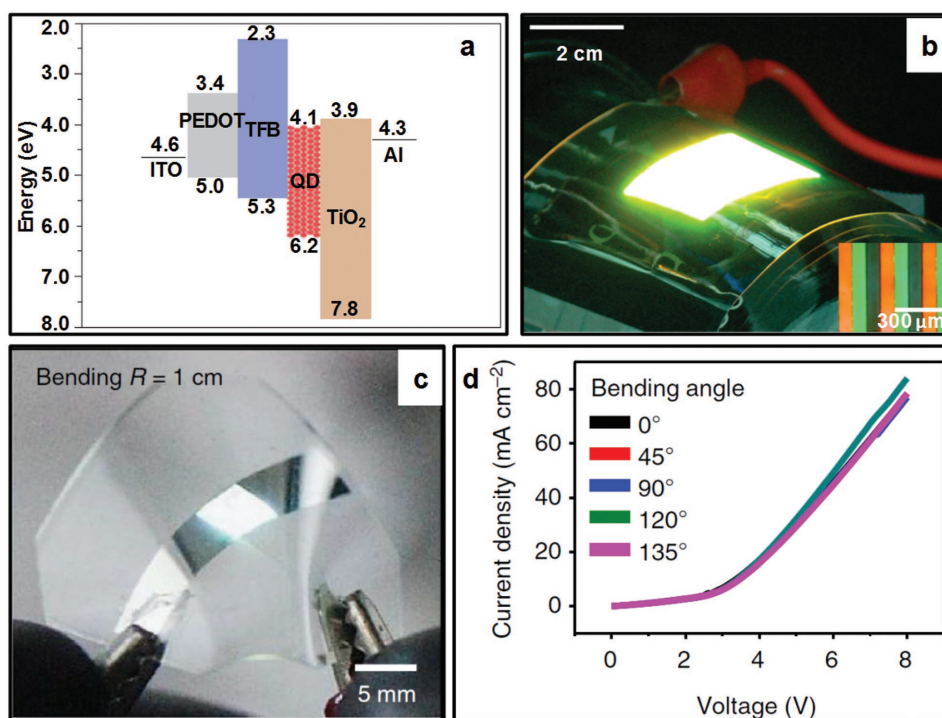 a
Energy (eV)
2.0
3.0
4.0
5.0
6.0
7.0
8.0
4.6
ITO
3.4
PEDOT
5.0
2.3
TFB
5.3
4.1
QD
6.2
3.9
TiO₂
7.8
4.3
Al
b
2 cm
300 μm
c
Bending R = 1 cm
5 mm
d
Current density (mA cm⁻²)
80
60
40
20
0
Bending angle
0°
45°
90°
120°
135°
0 2 4 6 8
Voltage (V)